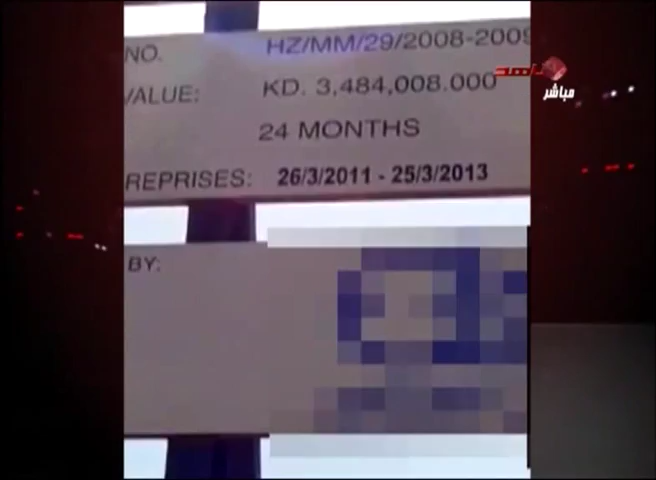 NO. HZ/MM/29/2008-2009
VALUE: KD. 3,484,008.000
24 MONTHS
REPRISES: 26/3/2011 - 25/3/2013
BY:
مباشر